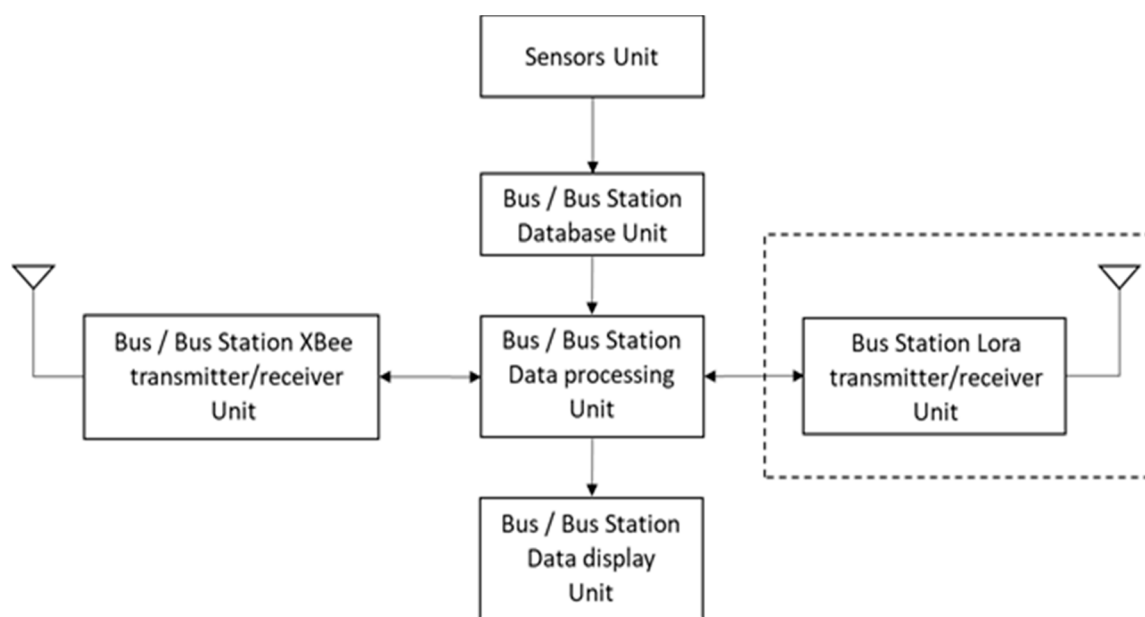 Sensors Unit
Bus / Bus Station
Database Unit
Bus / Bus Station XBee
transmitter/receiver
Unit
Bus / Bus Station
Data processing
Unit
Bus Station Lora
transmitter/receiver
Unit
Bus / Bus Station
Data display
Unit